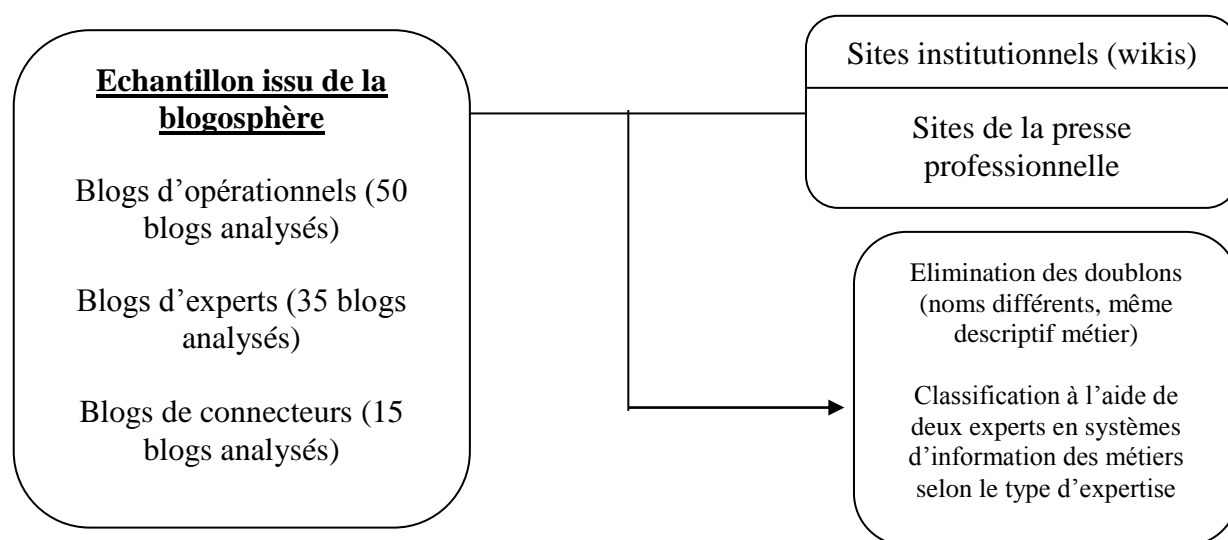 Echantillon issu de la
blogosphère
Blogs d’opérationnels (50
blogs analysés)
Blogs d’experts (35 blogs
analysés)
Blogs de connecteurs (15
blogs analysés)
Sites institutionnels (wikis)
Sites de la presse
professionnelle
Elimination des doublons
(noms différents, même
descriptif métier)
Classification à l’aide de
deux experts en systèmes
d’information des métiers
selon le type d’expertise